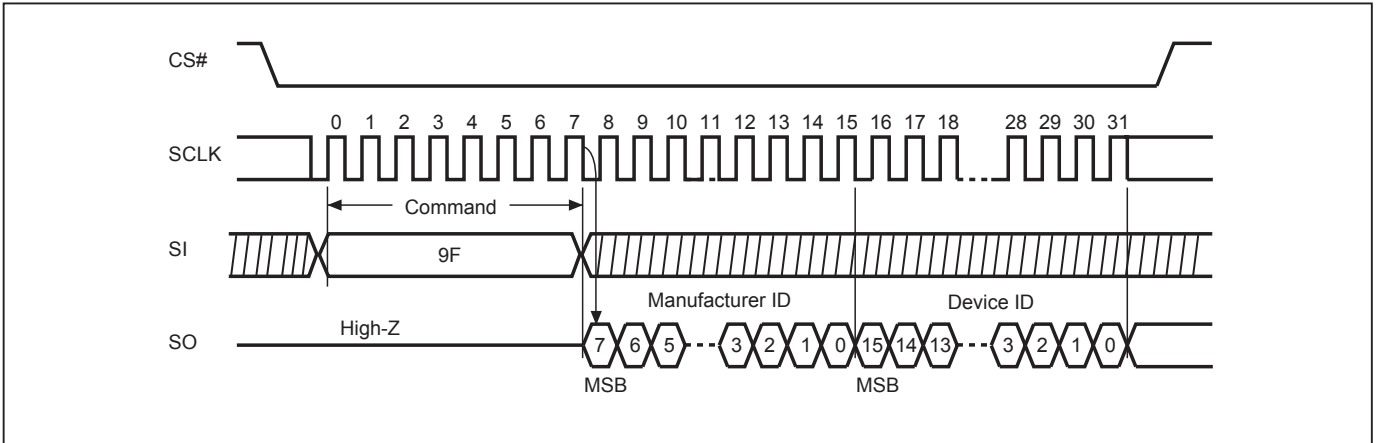 CS#
0 1 2 3 4 5 6 7 8 9 10 11 12 13 14 15 16 17 18 28 29 30 31
SCLK
Command
SI
9F
Manufacturer ID
Device ID
High-Z
SO
7 6 5 3 2 1 0 15 14 13 3 2 1 0
MSB
MSB